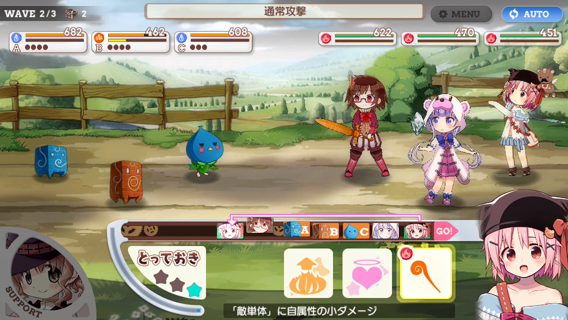 WAVE 2/3 2
通常攻撃
MENU
AUTO
A 682
B 462
C 608
622
470
451
A B C GO!
とっておき
SUPPORT
「敵単体」に自属性の小ダメージ